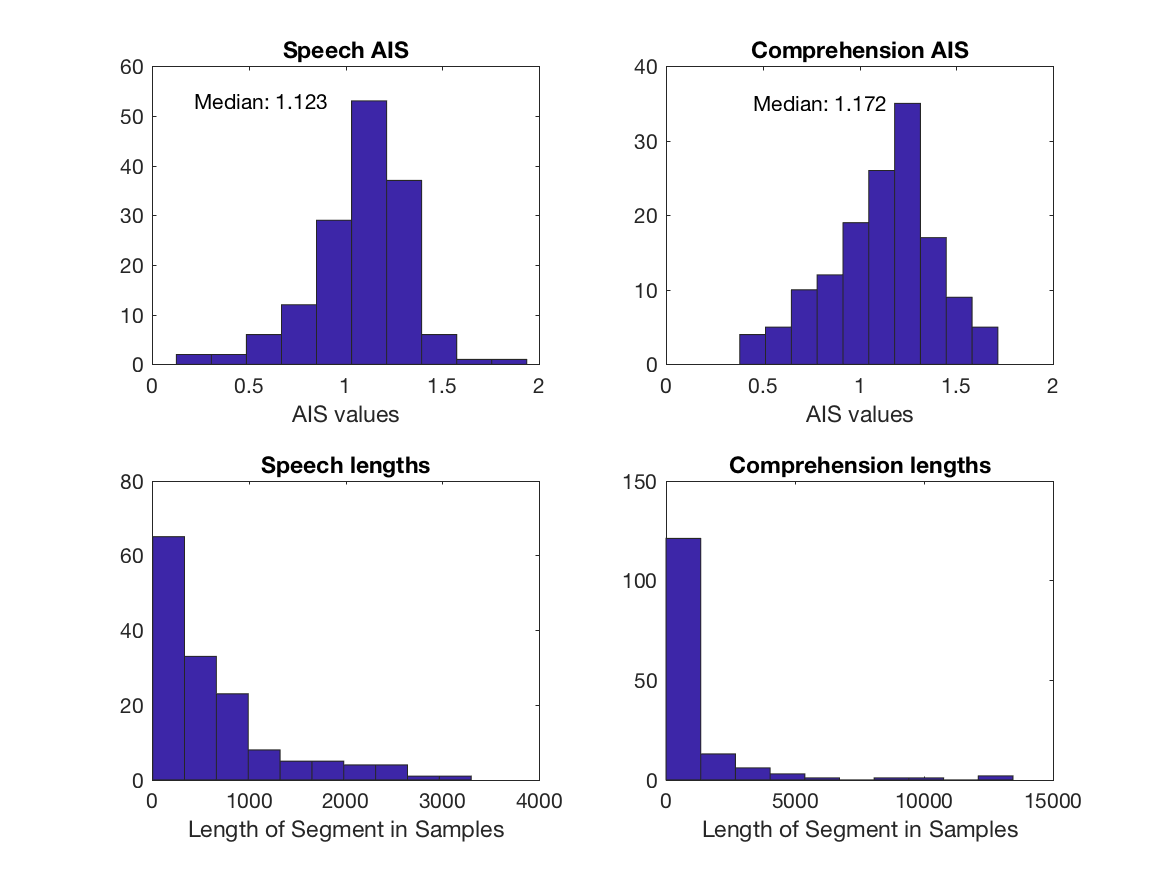 Speech AIS
Median: 1.123
60
50
40
30
20
10
0
0 0.5 1 1.5 2
AIS values
Comprehension AIS
Median: 1.172
40
30
20
10
0
0 0.5 1 1.5 2
AIS values
Speech lengths
80
60
40
20
0
0 1000 2000 3000 4000
Length of Segment in Samples
Comprehension lengths
150
100
50
0
0 5000 10000 15000
Length of Segment in Samples